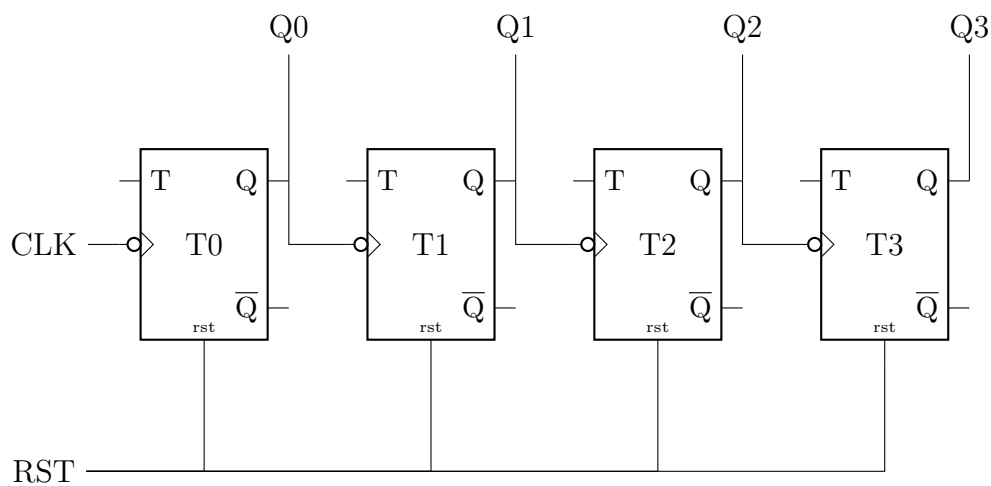 Q0 Q1 Q2 Q3
T Q T Q T Q T Q
CLK T0 T1 T2 T3
Q̅ Q̅ Q̅ Q̅
rst rst rst rst
RST